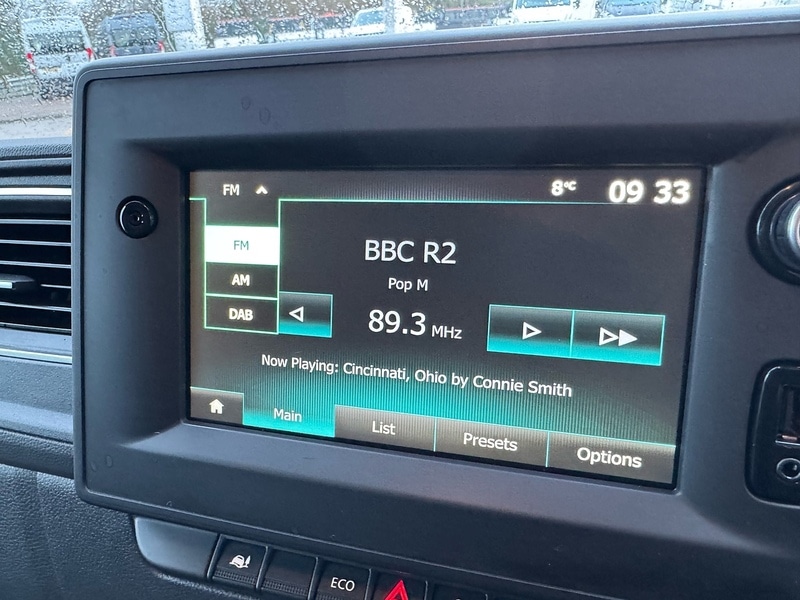 FM
8°C
09 33
FM
BBC R2
AM
Pop M
DAB
89.3 MHz
Now Playing: Cincinnati, Ohio by Connie Smith
Main
List
Presets
Options
ECO